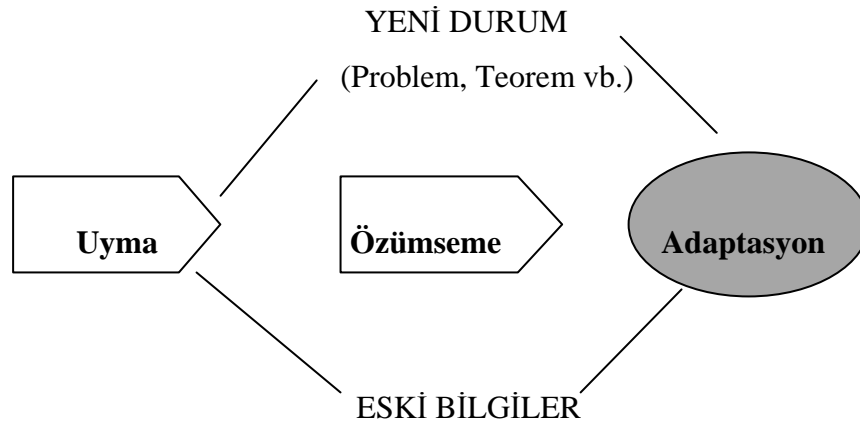 YENİ DURUM
(Problem, Teorem vb.)
Uyma
Özümseme
Adaptasyon
ESKİ BİLGİLER